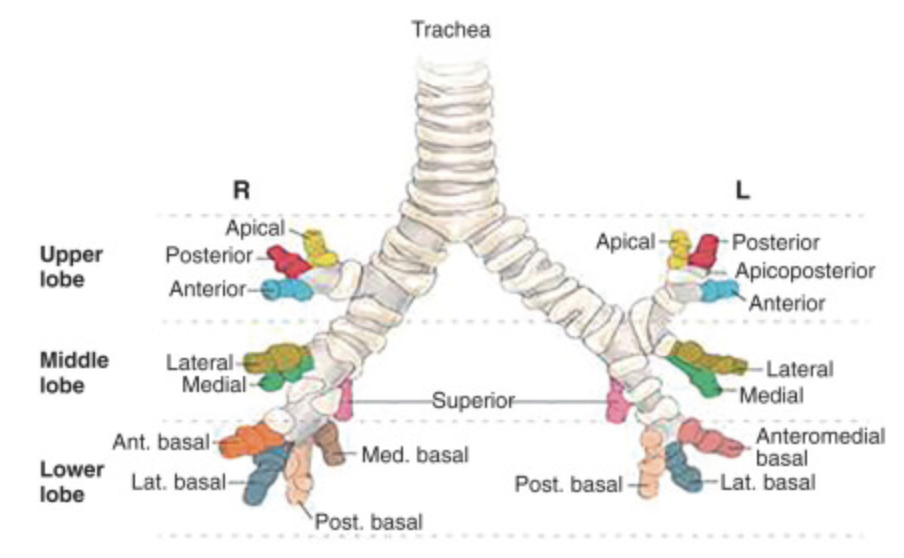 Trachea
R
L
Upper
lobe
Apical
Posterior
Anterior
Apical
Posterior
Apicoposterior
Anterior
Middle
lobe
Lateral
Medial
Superior
Lateral
Medial
Lower
lobe
Ant. basal
Lat. basal
Med. basal
Post. basal
Post. basal
Anteromedial
basal
Lat. basal